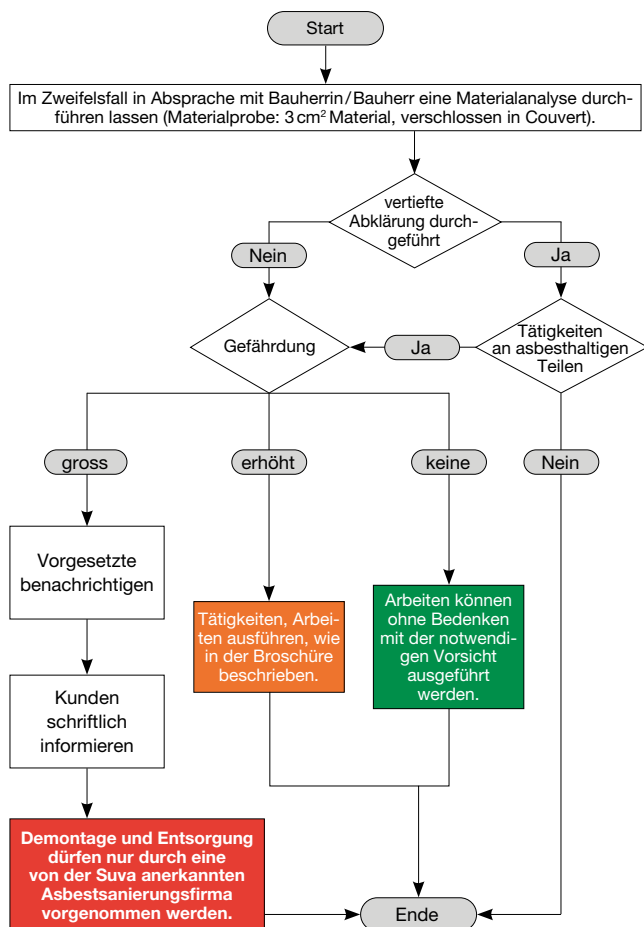 Start
Im Zweifelsfall in Absprache mit Bauherrin/Bauherr eine Materialanalyse durch-
führen lassen (Materialprobe: 3 cm² Material, verschlossen in Couvert).
vertiefte
Abklärung durch-
geführt
Nein
Ja
Gefährdung
Ja
Tätigkeiten
an asbesthaltigen
Teilen
gross
erhöht
keine
Nein
Vorgesetzte
benachrichtigen
Tätigkeiten, Arbei-
ten ausführen, wie
in der Broschüre
beschrieben.
Arbeiten können
ohne Bedenken
mit der notwendi-
gen Vorsicht
ausgeführt
werden.
Kunden
schriftlich
informieren
Demontage und Entsorgung
dürfen nur durch eine
von der Suva anerkannten
Asbestsanierungsfirma
vorgenommen werden.
Ende